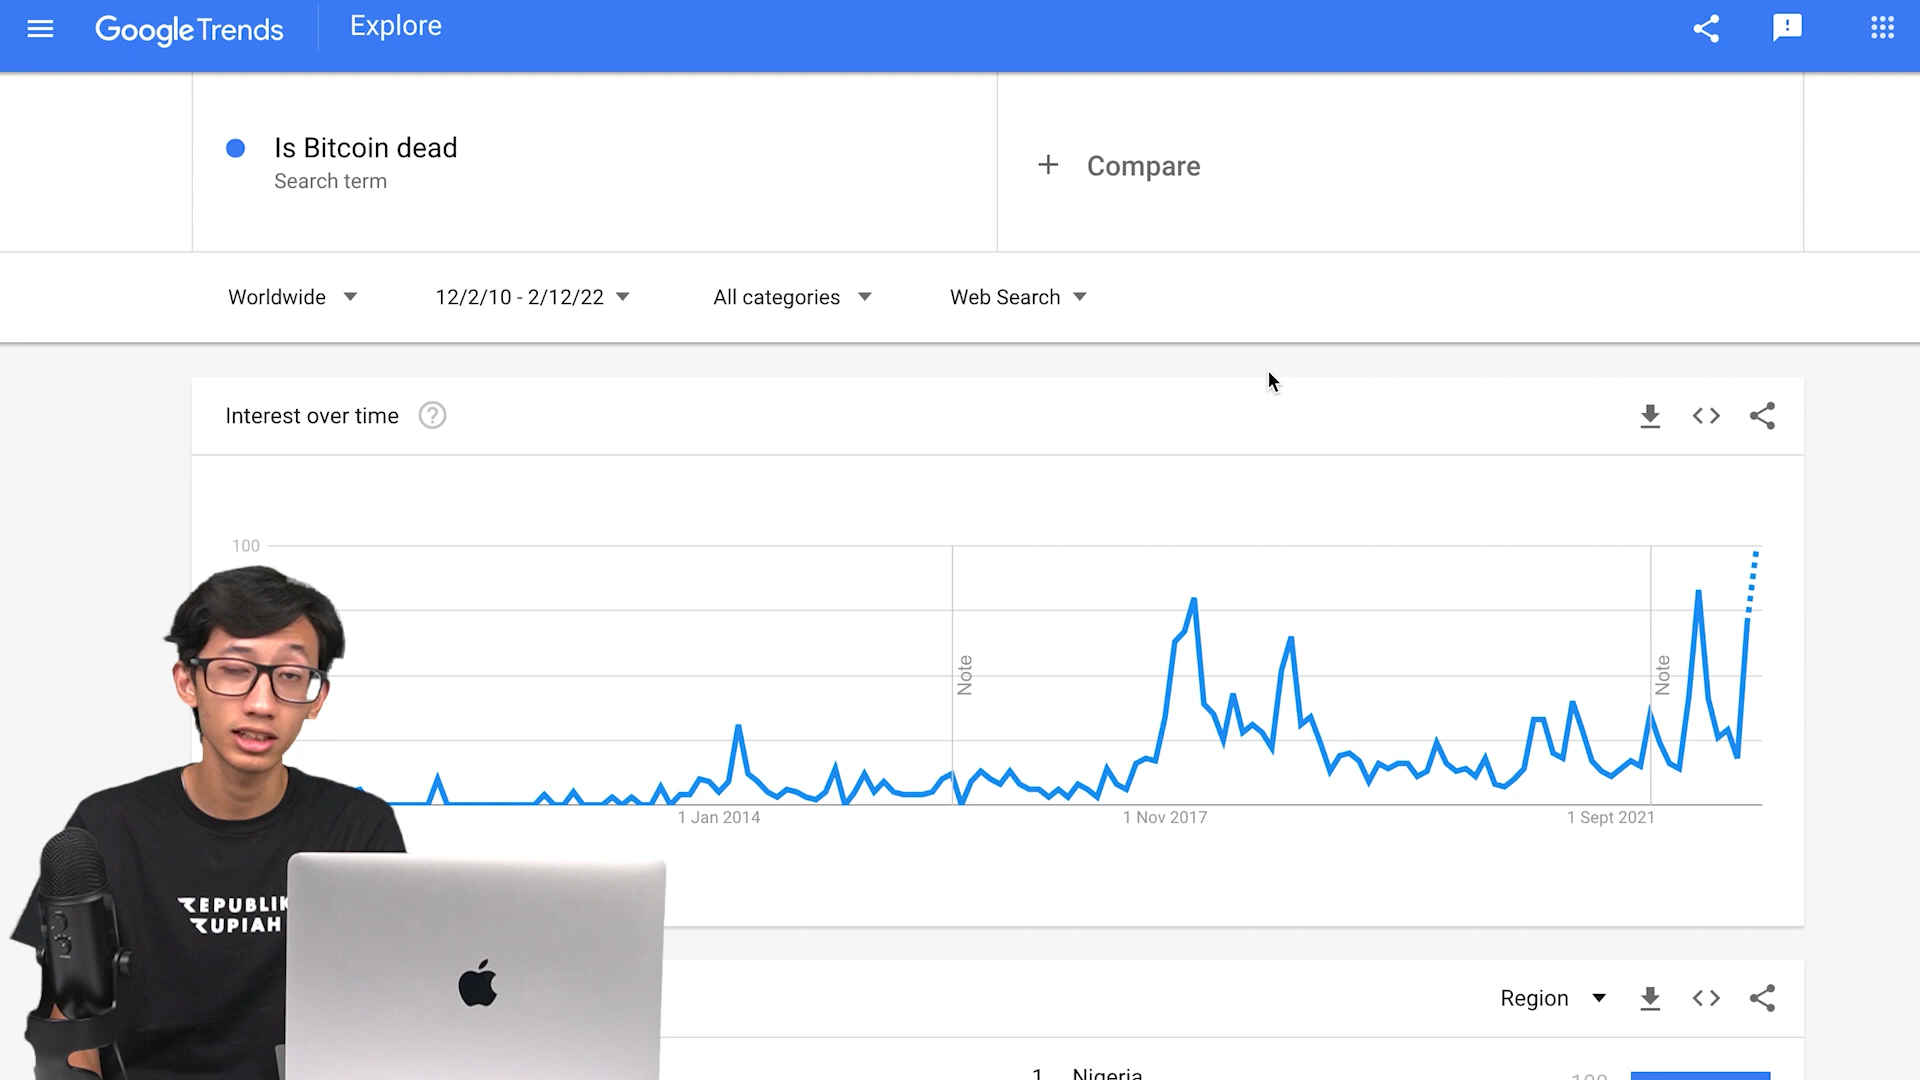 Google Trends
Explore
Is Bitcoin dead
Search term
Compare
Worldwide
12/2/10 - 2/12/22
All categories
Web Search
Interest over time
100
Note
Note
1 Jan 2014
1 Nov 2017
1 Sept 2021
REPUBLIK
RUPIAH
Region
1 Nigeria
100